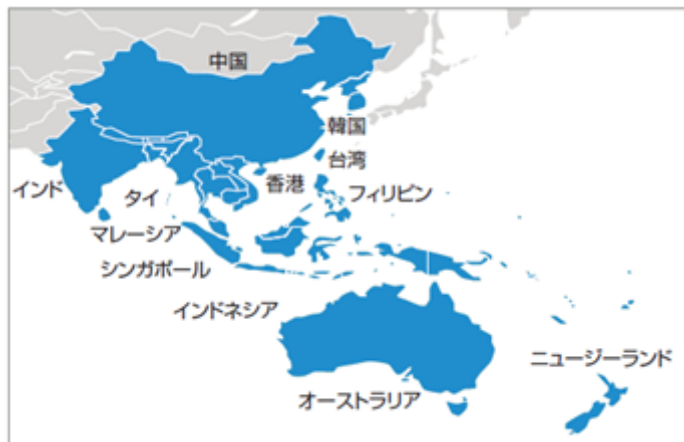 中国
韓国
台湾
香港
フィリピン
インド
タイ
マレーシア
シンガポール
インドネシア
ニュージーランド
オーストラリア